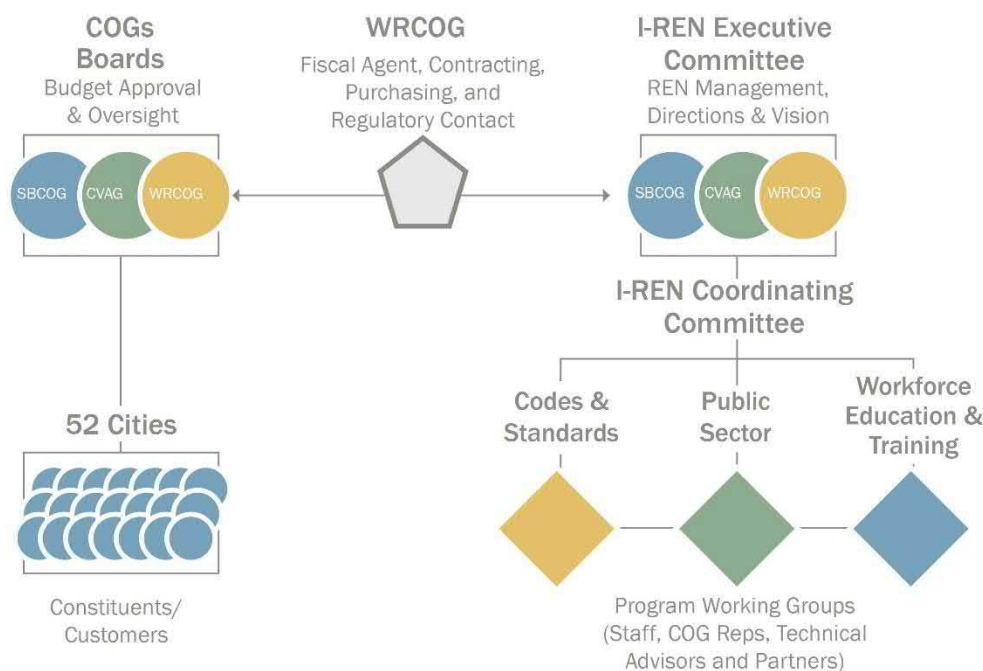 COGs
Boards
Budget Approval
& Oversight
SBCOG
CVAG
WRCOG
WRCOG
Fiscal Agent, Contracting,
Purchasing, and
Regulatory Contact
I-REN Executive
Committee
REN Management,
Directions & Vision
SBCOG
CVAG
WRCOG
I-REN Coordinating
Committee
52 Cities
Constituents/
Customers
Codes &
Standards
Public
Sector
Workforce
Education &
Training
Program Working Groups
(Staff, COG Reps, Technical
Advisors and Partners)